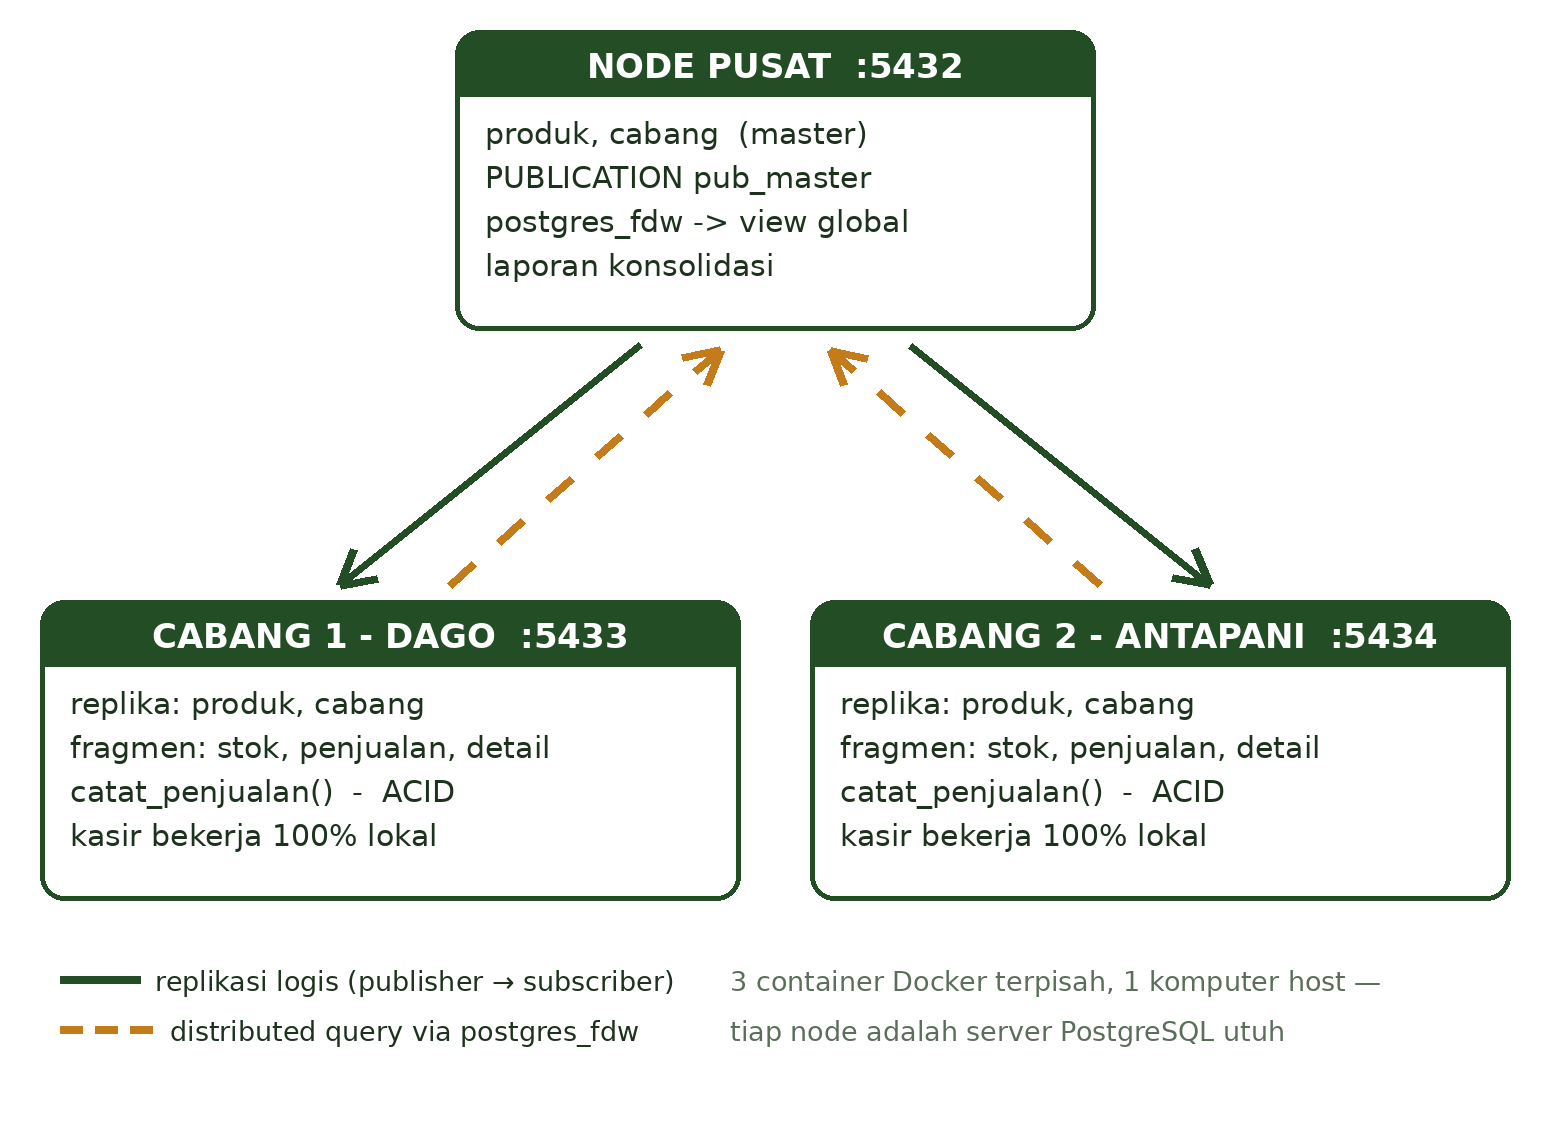 NODE PUSAT :5432
produk, cabang (master)
PUBLICATION pub_master
postgres_fdw -> view global
laporan konsolidasi
CABANG 1 - DAGO :5433
replika: produk, cabang
fragmen: stok, penjualan, detail
catat_penjualan() - ACID
kasir bekerja 100% lokal
CABANG 2 - ANTAPANI :5434
replika: produk, cabang
fragmen: stok, penjualan, detail
catat_penjualan() - ACID
kasir bekerja 100% lokal
replikasi logis (publisher → subscriber)
distributed query via postgres_fdw
3 container Docker terpisah, 1 komputer host —
tiap node adalah server PostgreSQL utuh